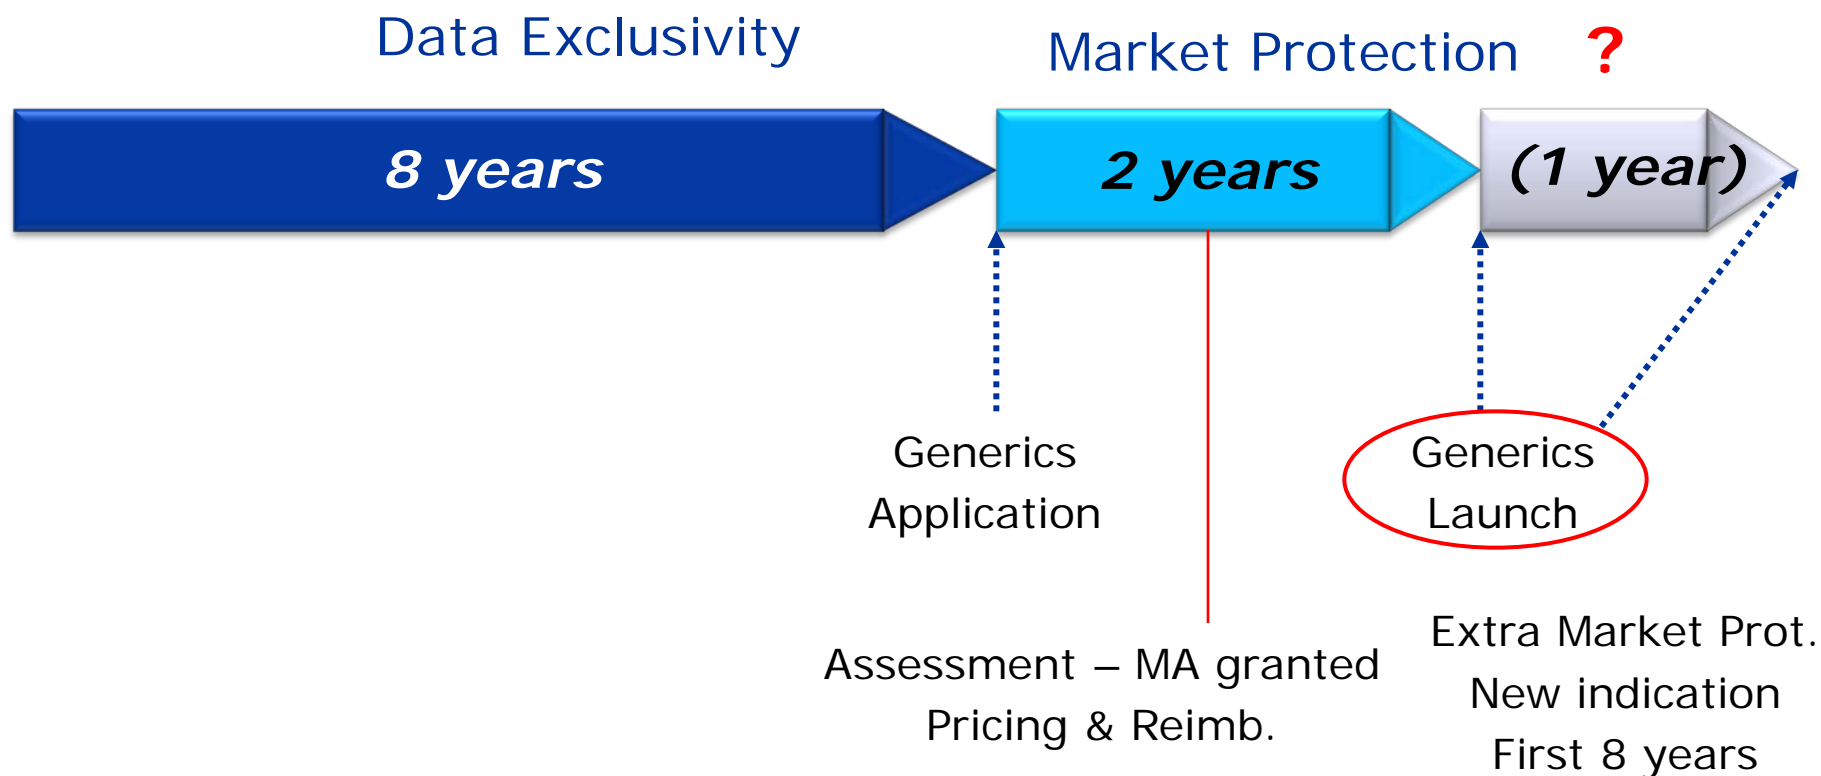 Data Exclusivity
Market Protection ?
8 years
2 years
(1 year)
Generics
Application
Generics
Launch
Assessment – MA granted
Pricing & Reimb.
Extra Market Prot.
New indication
First 8 years